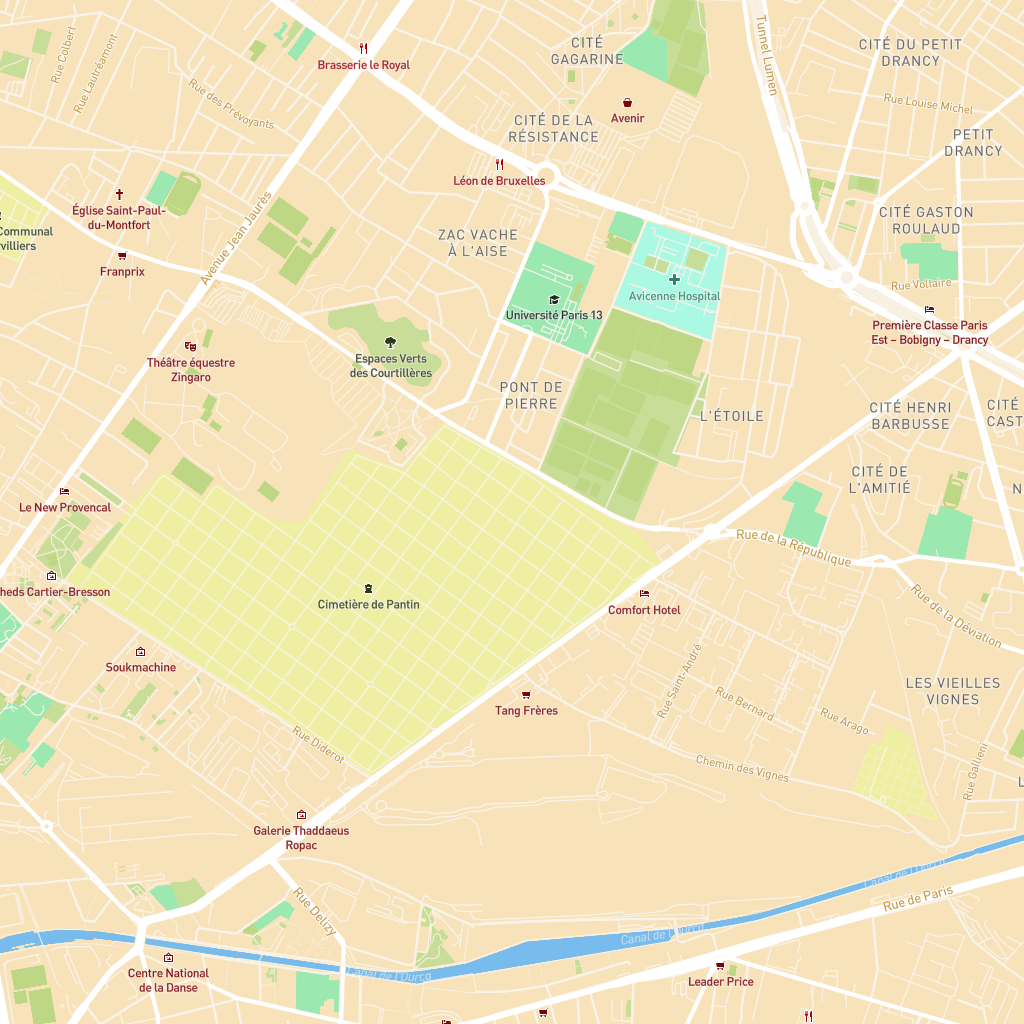 Rue Colbert
Rue Lautréamont
Brasserie le Royal
Rue des Prévoyants
CITÉ
GAGARINE
Tunnel Lumen
CITÉ DU PETIT
DRANCY
Avenir
Rue Louise Michel
CITÉ DE LA
RÉSISTANCE
PETIT
DRANCY
Léon de Bruxelles
Église Saint-Paul-
du-Montfort
Communal
villiers
Franprix
Avenue Jean Jaurès
ZAC VACHE
À L'AISE
CITÉ GASTON
ROULAUD
Rue Voltaire
Avicenne Hospital
Université Paris 13
Première Classe Paris
Est – Bobigny – Drancy
Théâtre équestre
Zingaro
Espaces Verts
des Courtillères
PONT DE
PIERRE
L'ÉTOILE
CITÉ HENRI
BARBUSSE
CITÉ
CAST
CITÉ DE
L'AMITIÉ
N
Le New Provencal
Rue de la République
heds Cartier-Bresson
Cimetière de Pantin
Comfort Hotel
Rue de la Déviation
Soukmachine
Rue Saint-André
LES VIEILLES
VIGNES
Tang Frères
Rue Bernard
Rue Arago
Rue Diderot
Chemin des Vignes
Rue Gallieni
L
Galerie Thaddaeus
Ropac
Canal de l'Ourcq
Rue de Paris
Rue Delizy
Canal de l'Ourcq
Canal de l'Ourcq
Centre National
de la Danse
Leader Price